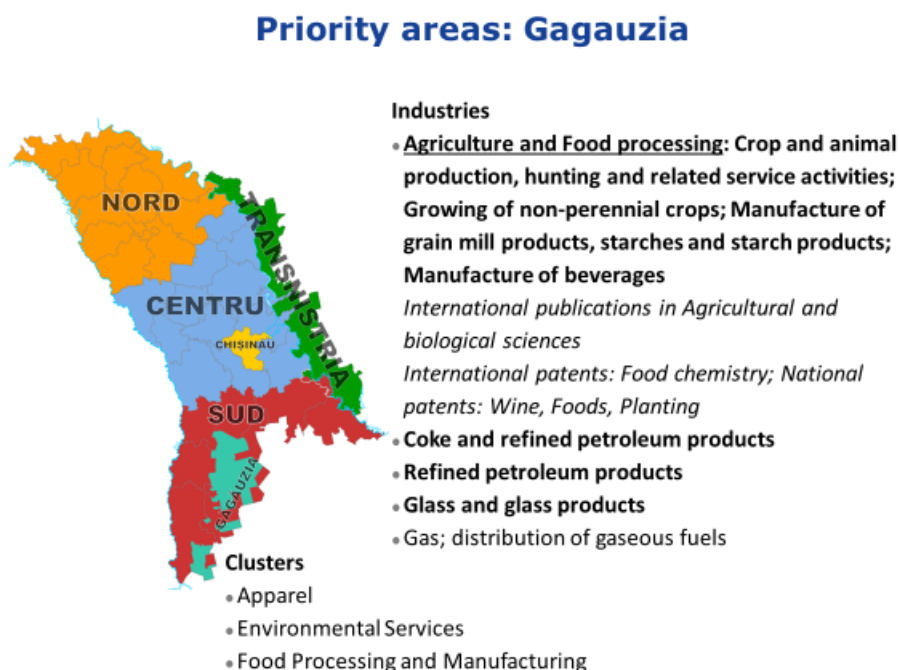 Priority areas: Gagauzia
Industries
• Agriculture and Food processing: Crop and animal
production, hunting and related service activities;
Growing of non-perennial crops; Manufacture of
grain mill products, starches and starch products;
Manufacture of beverages
International publications in Agricultural and
biological sciences
International patents: Food chemistry; National
patents: Wine, Foods, Planting
• Coke and refined petroleum products
• Refined petroleum products
• Glass and glass products
• Gas; distribution of gaseous fuels
NORD
TRANSNISTRIA
CENTRU
CHIȘINAU
SUD
GAGAUZIA
Clusters
• Apparel
• Environmental Services
• Food Processing and Manufacturing